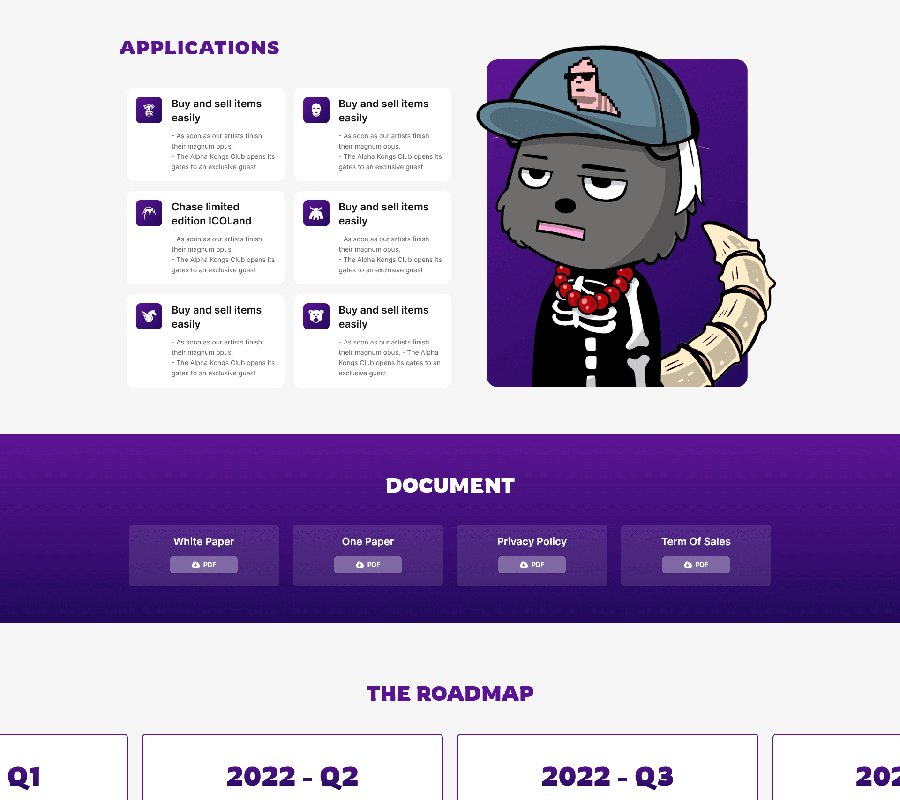 APPLICATIONS
Buy and sell items
easily
- As soon as our artists finish
their magnum opus.
- The Alpha Kongs Club opens its
gates to an exclusive guest
Buy and sell items
easily
- As soon as our artists finish
their magnum opus.
- The Alpha Kongs Club opens its
gates to an exclusive guest
Chase limited
edition ICOLand
As soon as our artists finish
their magnum opus.
- The Alpha Kongs Club opens its
gates to an exclusive guest
Buy and sell items
easily
As soon as our artists finish
their magnum opus.
- The Alpha Kongs Club opens its
gates to an exclusive guest
Buy and sell items
easily
- As soon as our artists finish
their magnum opus.
- The Alpha Kongs Club opens its
gates to an exclusive guest
Buy and sell items
easily
- As soon as our artists finish
their magnum opus. - The Alpha
Kongs Club opens its gates to an
exclusive guest
DOCUMENT
White Paper
PDF
One Paper
PDF
Privacy Policy
PDF
Term Of Sales
PDF
THE ROADMAP
Q1
2022 - Q2
2022 - Q3
202